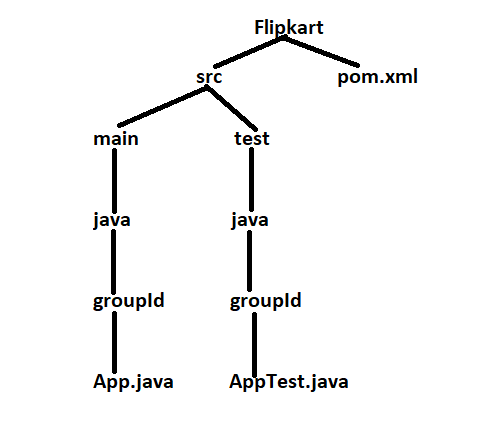 Flipkart
src pom.xml
main test
java java
groupId groupId
App.java AppTest.java